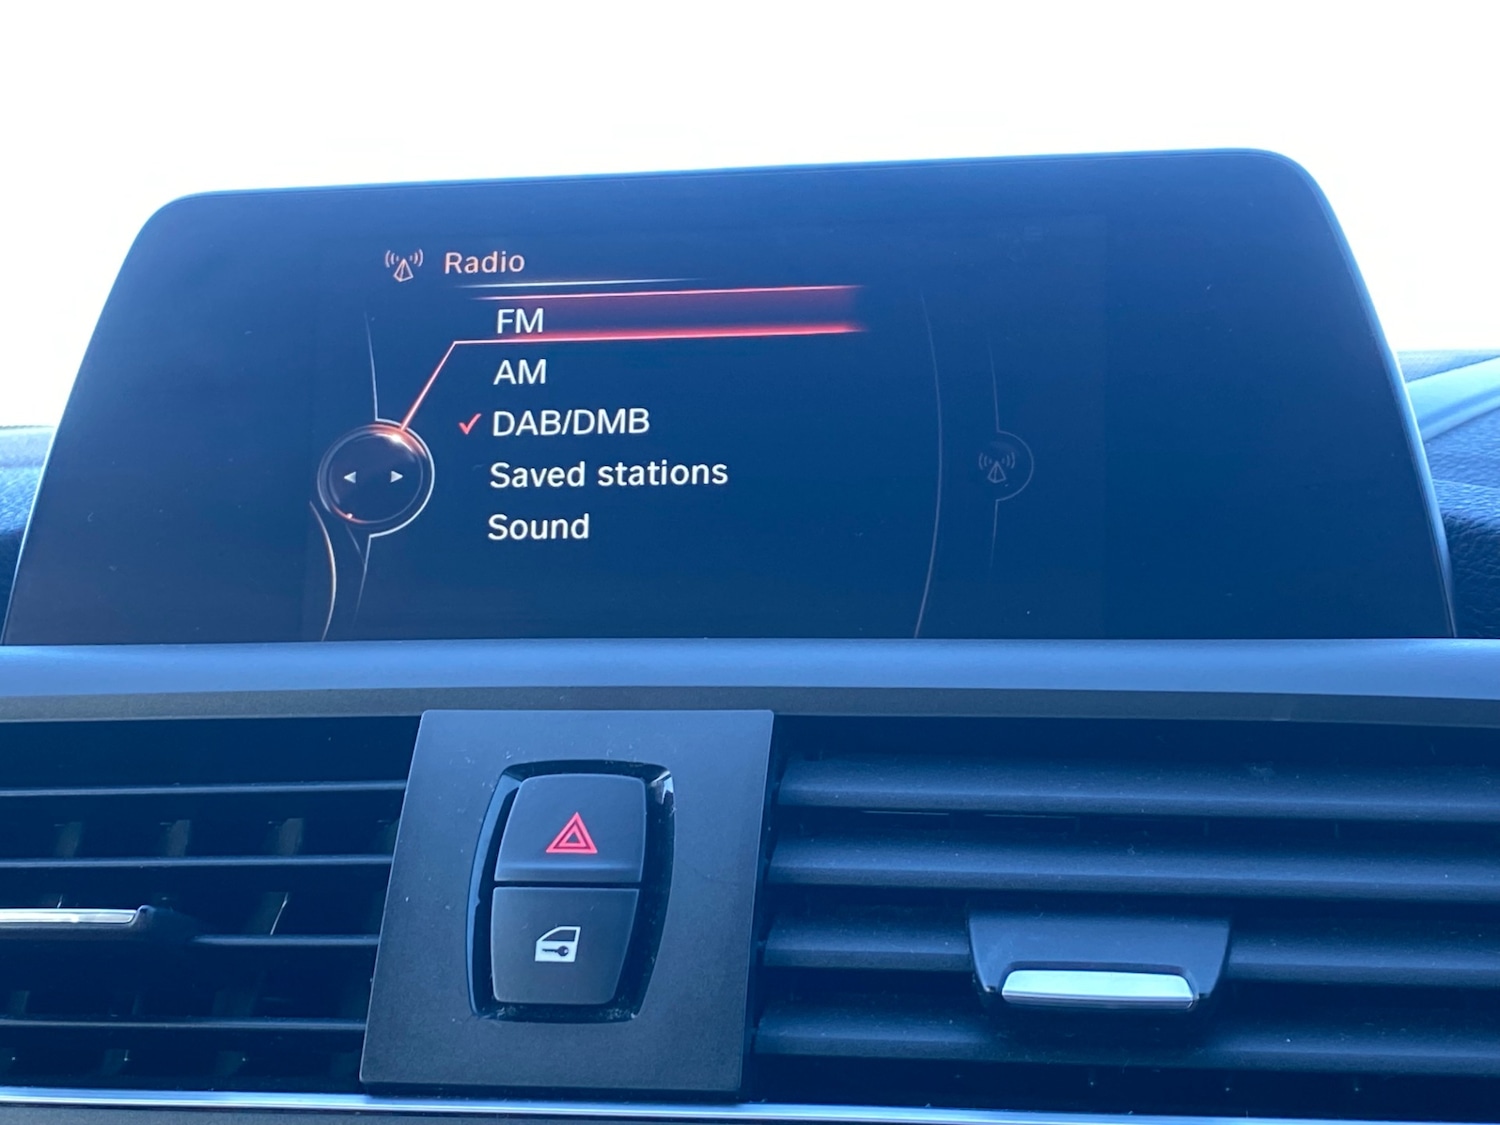 Radio
FM
AM
DAB/DMB
Saved stations
Sound